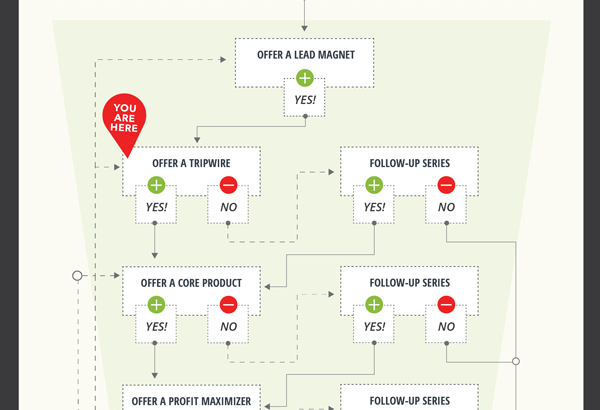 OFFER A LEAD MAGNET
YES!
YOU
ARE
HERE
OFFER A TRIPWIRE
FOLLOW-UP SERIES
YES!
NO
YES!
NO
OFFER A CORE PRODUCT
FOLLOW-UP SERIES
YES!
NO
YES!
NO
OFFER A PROFIT MAXIMIZER
FOLLOW-UP SERIES